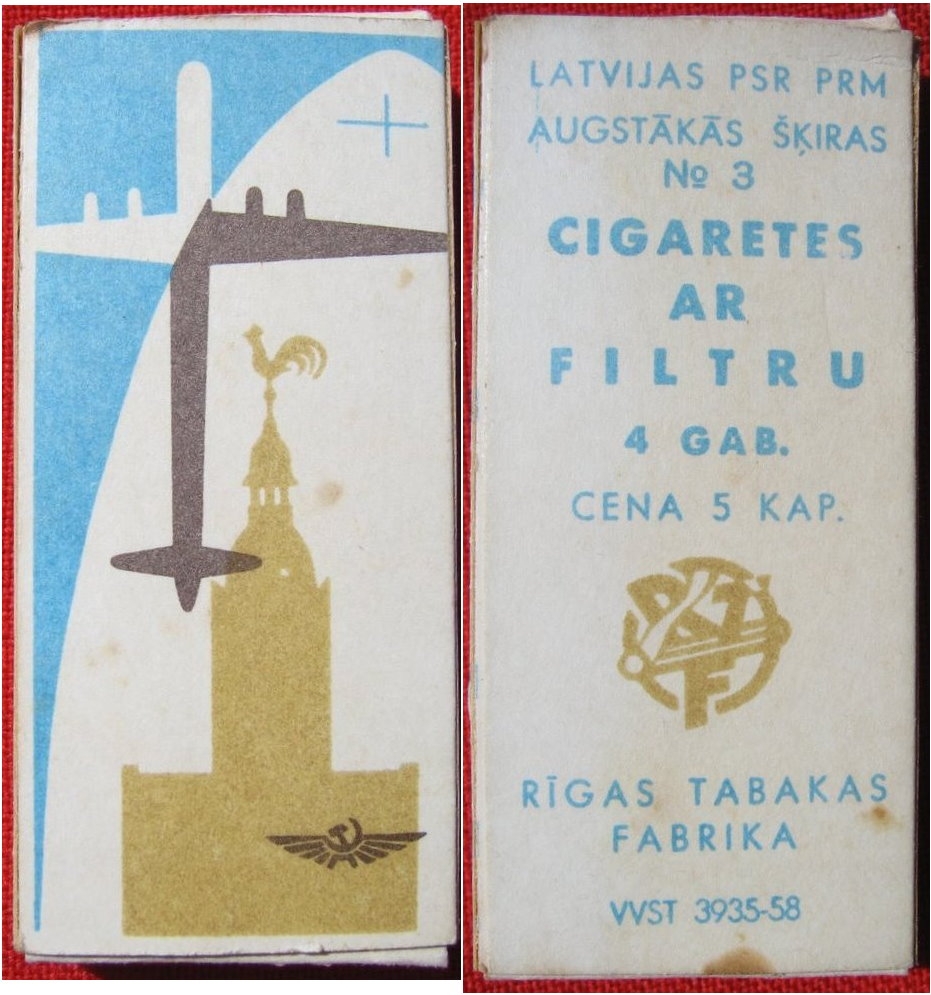 LATVIJAS PSR PRM
AUGSTĀKĀS ŠĶIRAS
№ 3
CIGARETES
AR
FILTRU
4 GAB.
CENA 5 KAP.
RTF
RĪGAS TABAKAS
FABRIKA
VVST 3935-58